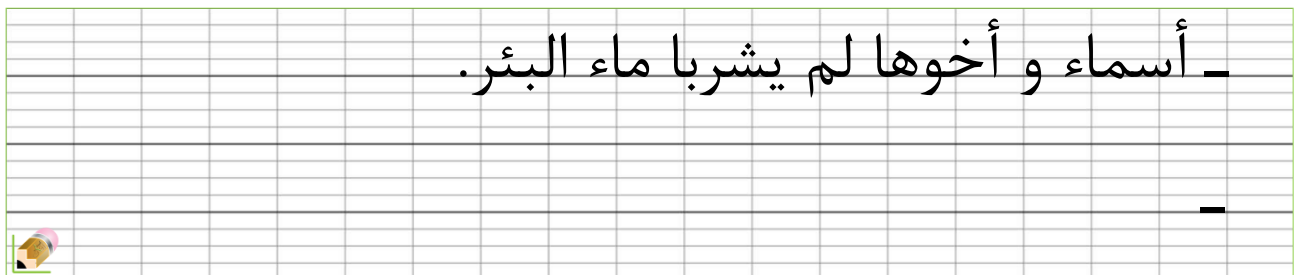 ـ أسماء و أخوها لم يشربا ماء البئر.
ـ